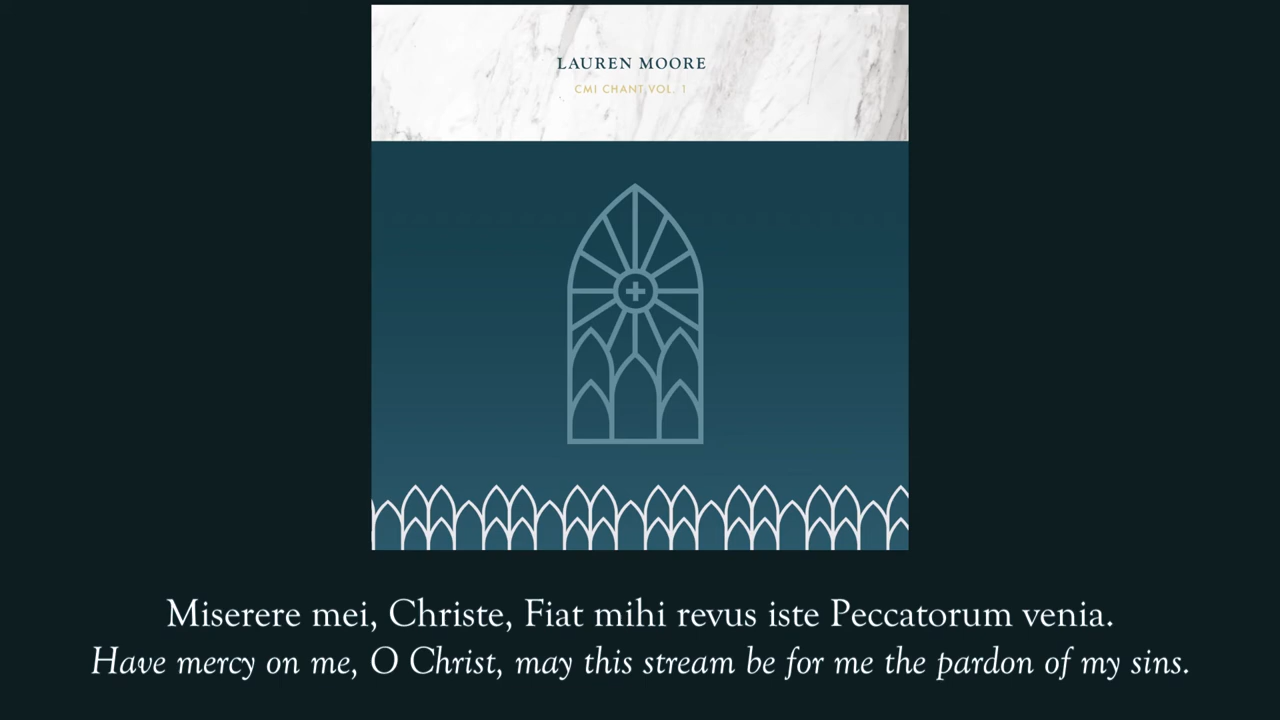 LAUREN MOORE
CMI CHANT VOL. 1
Miserere mei, Christe, Fiat mihi revus iste Peccatorum venia.
Have mercy on me, O Christ, may this stream be for me the pardon of my sins.